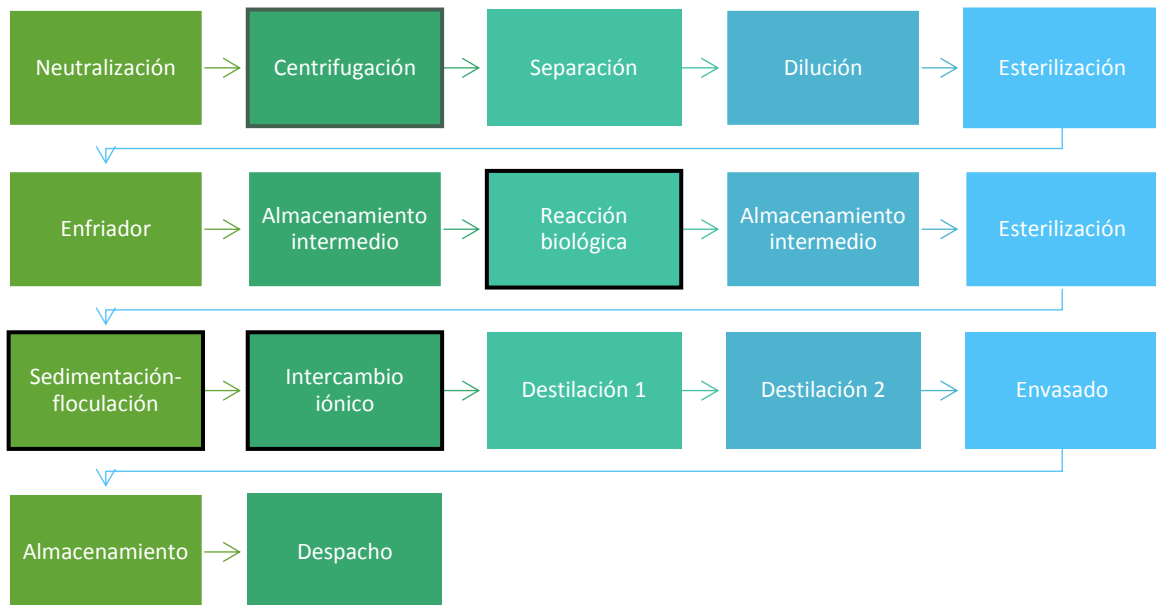 Neutralización
Centrifugación
Separación
Dilución
Esterilización
Enfriador
Almacenamiento
intermedio
Reacción
biológica
Almacenamiento
intermedio
Esterilización
Sedimentación-
floculación
Intercambio
iónico
Destilación 1
Destilación 2
Envasado
Almacenamiento
Despacho